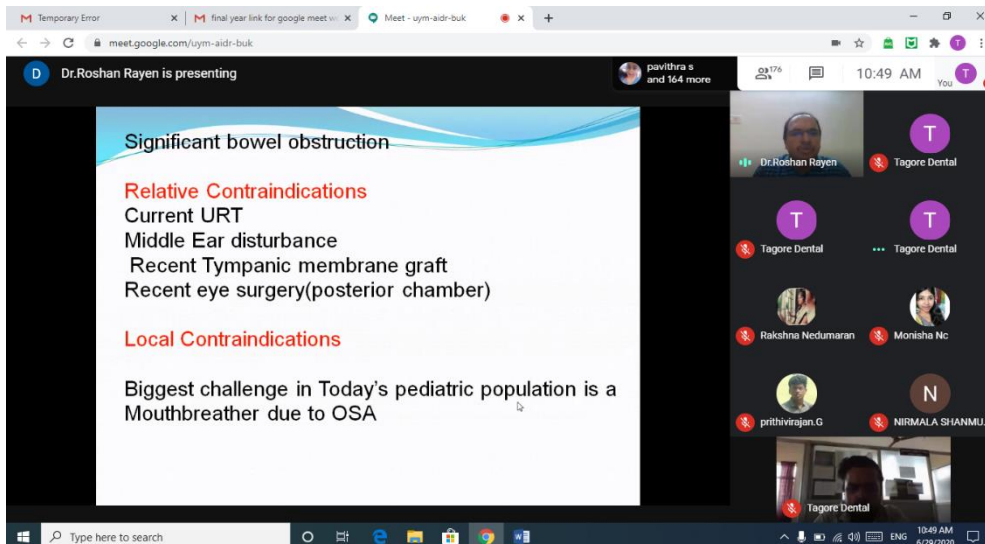 Temporary Error
final year link for google meet w
Meet - uym-aidr-buk
meet.google.com/uym-aidr-buk
T
D
Dr.Roshan Rayen is presenting
pavithra s
and 164 more
176
10:49 AM
You
T
Significant bowel obstruction
Relative Contraindications
Current URT
Middle Ear disturbance
Recent Tympanic membrane graft
Recent eye surgery(posterior chamber)
Local Contraindications
Biggest challenge in Today's pediatric population is a
Mouthbreather due to OSA
Dr.Roshan Rayen
T
Tagore Dental
T
Tagore Dental
T
Tagore Dental
Rakshna Nedumaran
Monisha Nc
prithivirajan.G
N
NIRMALA SHANMU.
Tagore Dental
Type here to search
ENG
10:49 AM
6/29/2020